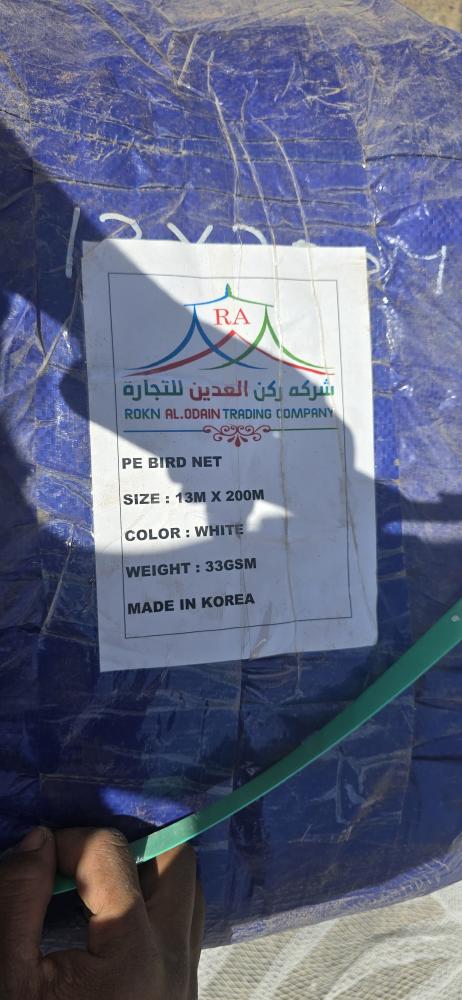 RA
شركه ركن العدين للتجارة
ROKN AL.ODAIN TRADING COMPANY
PE BIRD NET
SIZE : 13M X 200M
COLOR : WHITE
WEIGHT : 33GSM
MADE IN KOREA